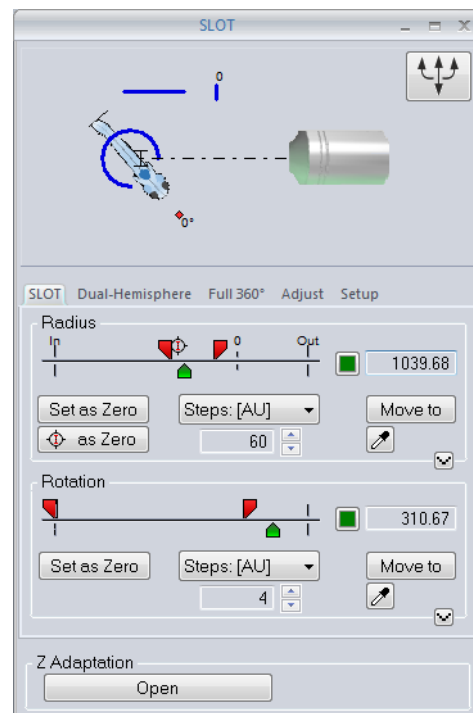 SLOT
0
0°
SLOT Dual-Hemisphere Full 360° Adjust Setup
Radius
In 0 Out
1039.68
Set as Zero Steps: [AU] Move to
as Zero 60
Rotation
310.67
Set as Zero Steps: [AU] Move to
4
Z Adaptation
Open